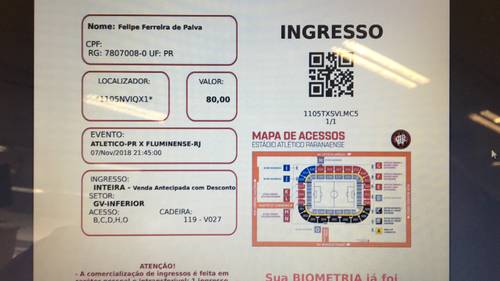 Nome: Felipe Ferreira de Paiva
CPF:
RG: 7807008-0 UF: PR
LOCALIZADOR:
*1105NVIQX1*
VALOR:
80,00
EVENTO:
ATLETICO-PR X FLUMINENSE-RJ
07/Nov/2018 21:45:00
INGRESSO:
INTEIRA - Venda Antecipada com Desconto
SETOR:
GV-INFERIOR
ACESSO:
B,C,D,H,O
CADEIRA:
119 - V027
ATENÇÃO!
- A comercialização de ingressos é feita em
INGRESSO
1105TXSVLMC5
1/1
MAPA DE ACESSOS
ESTÁDIO ATLÉTICO PARANAENSE
Sua BIOMETRIA já foi